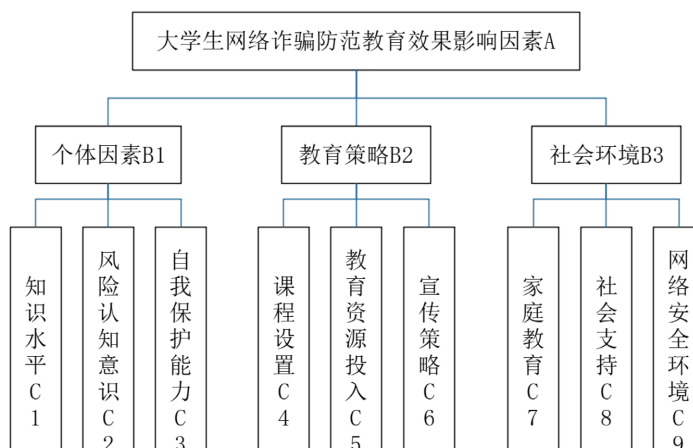 大学生网络诈骗防范教育效果影响因素A
个体因素B1
教育策略B2
社会环境B3
知识水平C1
风险认知意识C2
自我保护能力C3
课程设置C4
教育资源投入C5
宣传策略C6
家庭教育C7
社会支持C8
网络安全环境C9